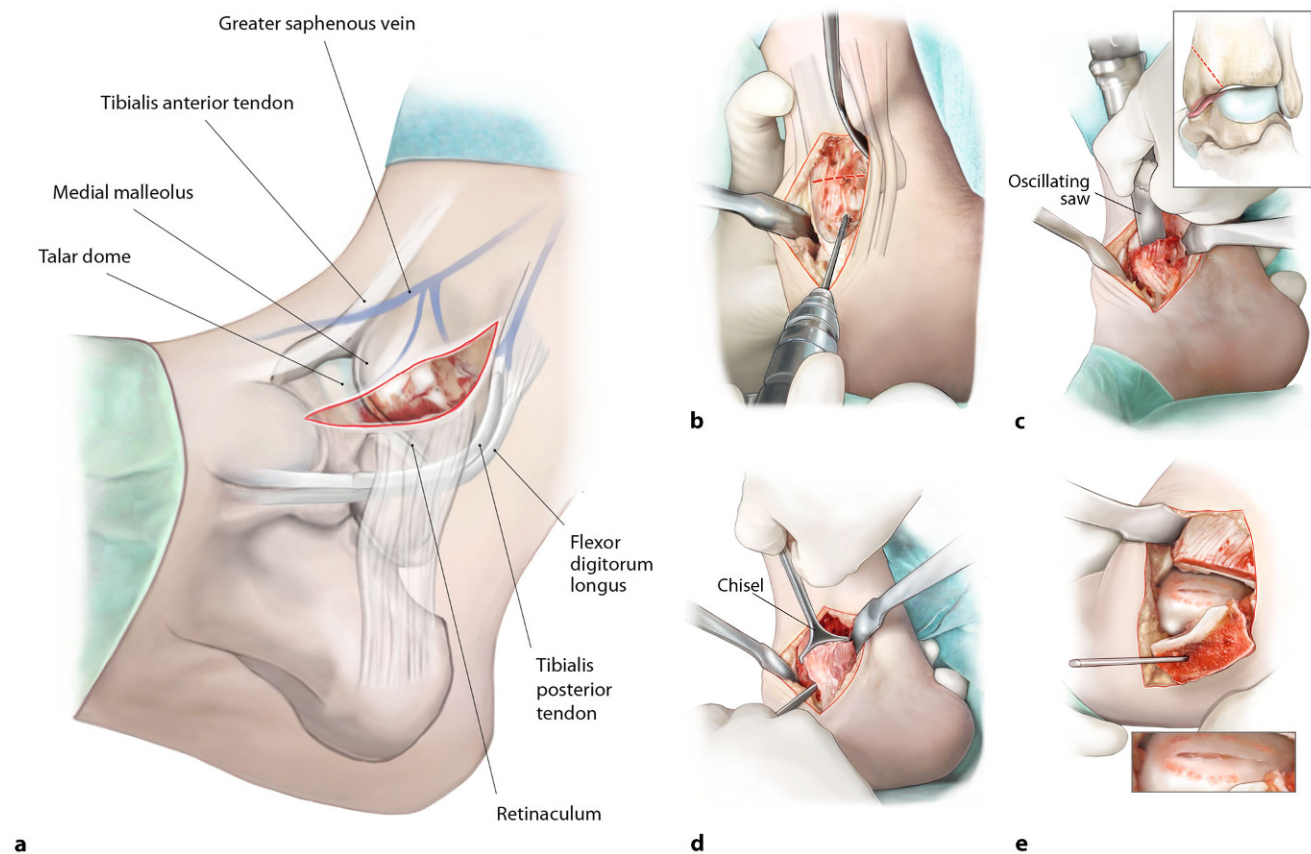 Greater saphenous vein
Tibialis anterior tendon
Medial malleolus
Talar dome
Flexor
digitorum
longus
Tibialis
posterior
tendon
Retinaculum
a
b
Oscillating
saw
c
Chisel
d
e